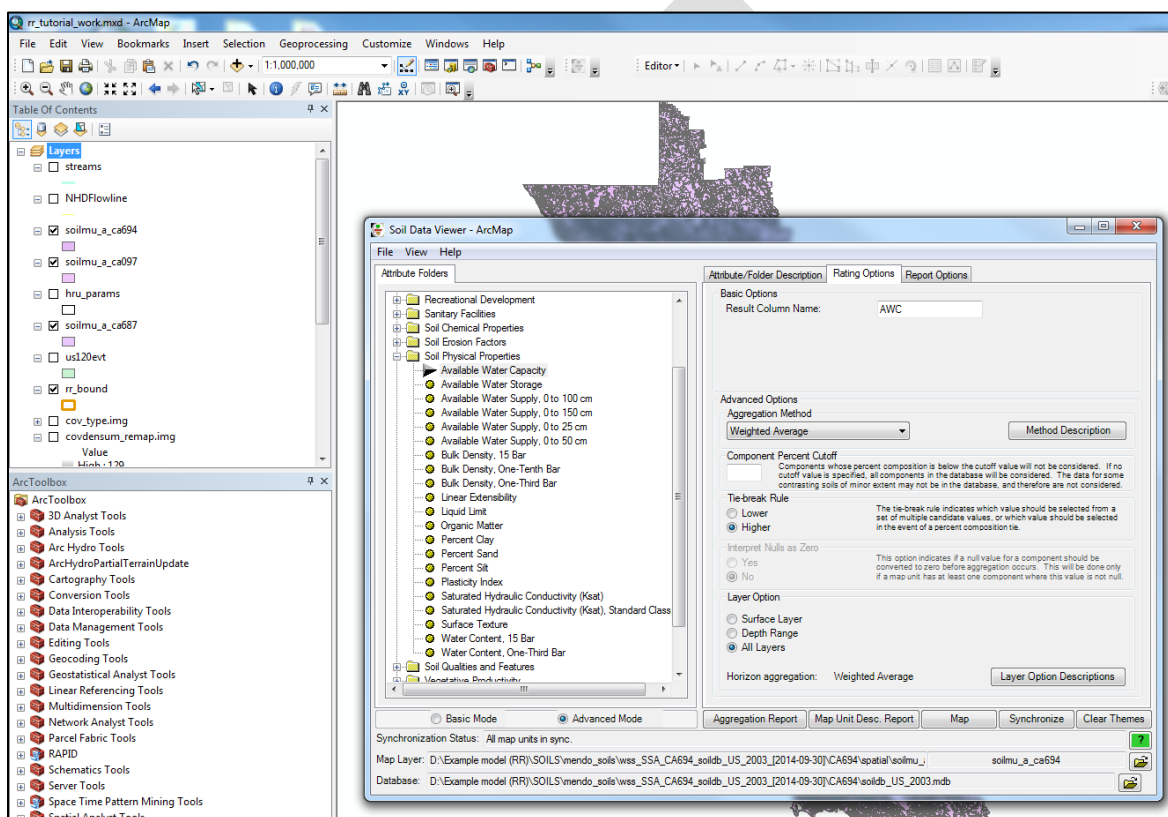 rr_tutorial_work.mxd - ArcMap
File Edit View Bookmarks Insert Selection Geoprocessing Customize Windows Help
1:1,000,000 Editor
Table Of Contents
Layers
streams
NHDFlowline
soilmu_a_ca694
soilmu_a_ca097
hru_params
soilmu_a_ca687
us120evt
rr_bound
cov_type.img
covdensum_remap.img
Value
High : 129
ArcToolbox
ArcToolbox
3D Analyst Tools
Analysis Tools
Arc Hydro Tools
ArcHydroPartialTerrainUpdate
Cartography Tools
Conversion Tools
Data Interoperability Tools
Data Management Tools
Editing Tools
Geocoding Tools
Geostatistical Analyst Tools
Linear Referencing Tools
Multidimension Tools
Network Analyst Tools
Parcel Fabric Tools
RAPID
Schematics Tools
Server Tools
Space Time Pattern Mining Tools
Spatial Analyst Tools
Soil Data Viewer - ArcMap
File View Help
Attribute Folders
Recreational Development
Sanitary Facilities
Soil Chemical Properties
Soil Erosion Factors
Soil Physical Properties
Available Water Capacity
Available Water Storage
Available Water Supply, 0 to 100 cm
Available Water Supply, 0 to 150 cm
Available Water Supply, 0 to 25 cm
Available Water Supply, 0 to 50 cm
Bulk Density, 15 Bar
Bulk Density, One-Tenth Bar
Bulk Density, One-Third Bar
Linear Extensibility
Liquid Limit
Organic Matter
Percent Clay
Percent Sand
Percent Silt
Plasticity Index
Saturated Hydraulic Conductivity (Ksat)
Saturated Hydraulic Conductivity (Ksat), Standard Class
Surface Texture
Water Content, 15 Bar
Water Content, One-Third Bar
Soil Qualities and Features
Vegetative Productivity
Basic Mode Advanced Mode
Attribute/Folder Description Rating Options Report Options
Basic Options
Result Column Name: AWC
Advanced Options
Aggregation Method
Weighted Average Method Description
Component Percent Cutoff
Components whose percent composition is below the cutoff value will not be considered. If no
cutoff value is specified, all components in the database will be considered. The data for some
contrasting soils of minor extent may not be in the database, and therefore are not considered.
Tie-break Rule
Lower
Higher
The tie-break rule indicates which value should be selected from a
set of multiple candidate values, or which value should be selected
in the event of a percent composition tie.
Interpret Nulls as Zero
Yes
No
This option indicates if a null value for a component should be
converted to zero before aggregation occurs. This will be done only
if a map unit has at least one component where this value is not null.
Layer Option
Surface Layer
Depth Range
All Layers
Horizon aggregation: Weighted Average Layer Option Descriptions
Aggregation Report Map Unit Desc. Report Map Synchronize Clear Themes
Synchronization Status: All map units in sync. ?
Map Layer: D:\Example model (RR)\SOILS\mendo_soils\wss_SSA_CA694_soildb_US_2003_[2014-09-30]\CA694\spatial\soilmu_ soilmu_a_ca694
Database: D:\Example model (RR)\SOILS\mendo_soils\wss_SSA_CA694_soildb_US_2003_[2014-09-30]\CA694\soildb_US_2003.mdb